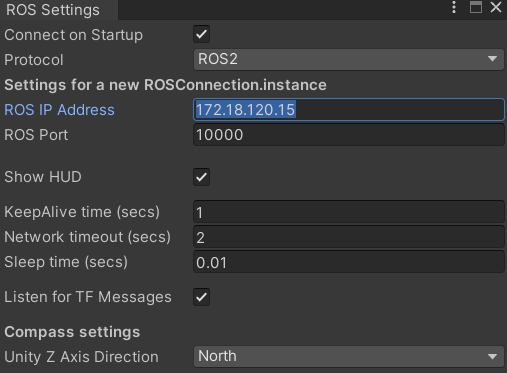 ROS Settings
Connect on Startup
Protocol ROS2
Settings for a new ROSConnection.instance
ROS IP Address 172.18.120.15
ROS Port 10000
Show HUD
KeepAlive time (secs) 1
Network timeout (secs) 2
Sleep time (secs) 0.01
Listen for TF Messages
Compass settings
Unity Z Axis Direction North